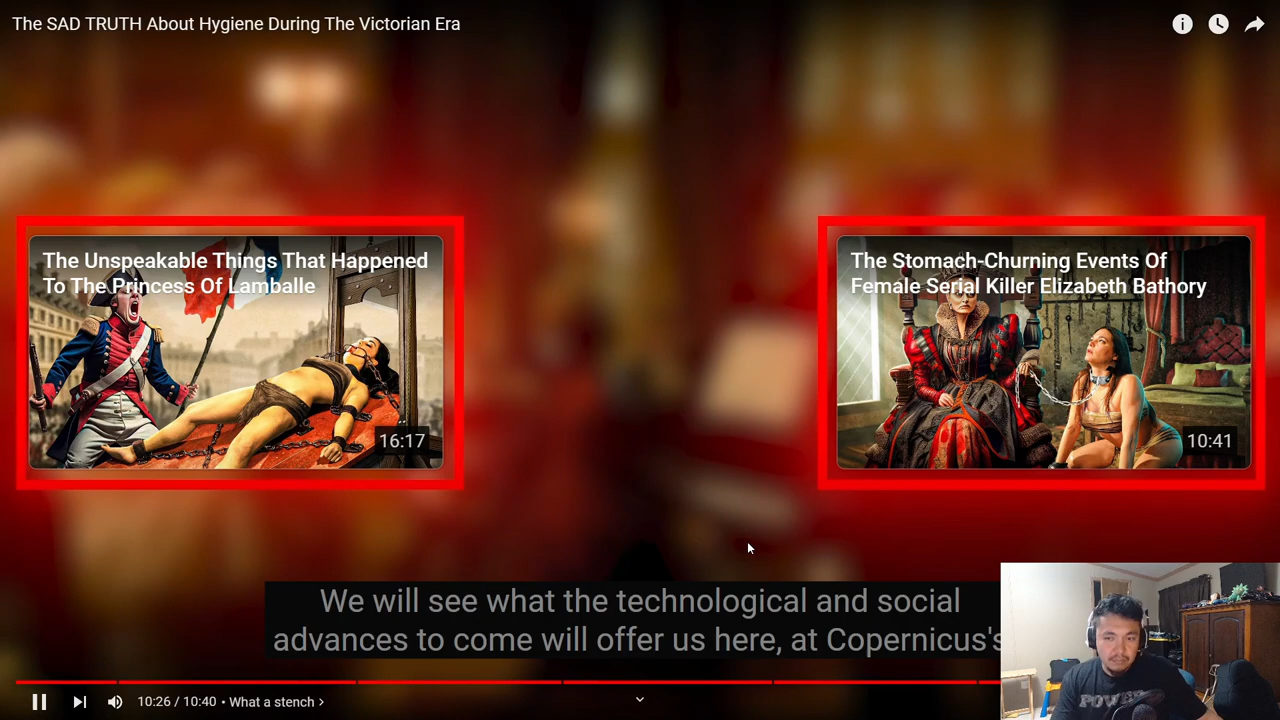 The SAD TRUTH About Hygiene During The Victorian Era
The Unspeakable Things That Happened
To The Princess Of Lamballe
16:17
The Stomach-Churning Events Of
Female Serial Killer Elizabeth Bathory
10:41
We will see what the technological and social
advances to come will offer us here, at Copernicus's
10:26 / 10:40 • What a stench
POWER